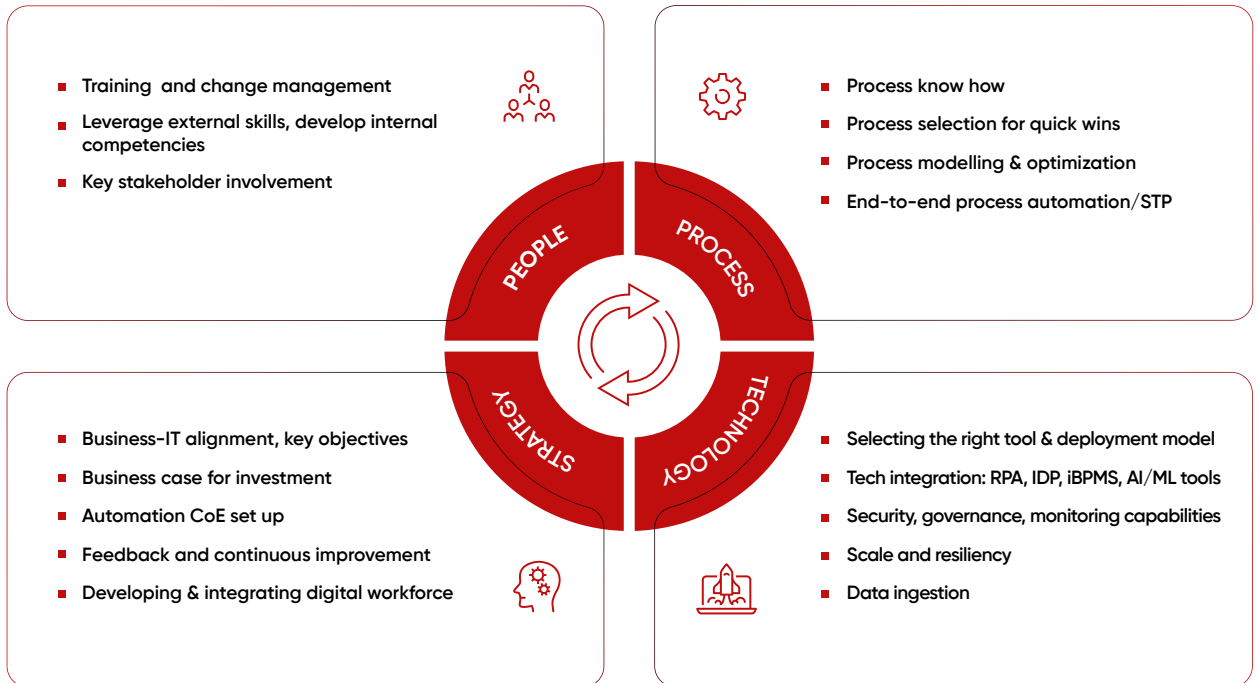 Training and change management
Leverage external skills, develop internal
competencies
Key stakeholder involvement
Process know how
Process selection for quick wins
Process modelling & optimization
End-to-end process automation/STP
PEOPLE
PROCESS
STRATEGY
TECHNOLOGY
Business-IT alignment, key objectives
Business case for investment
Automation CoE set up
Feedback and continuous improvement
Developing & integrating digital workforce
Selecting the right tool & deployment model
Tech integration: RPA, IDP, iBPMS, AI/ML tools
Security, governance, monitoring capabilities
Scale and resiliency
Data ingestion